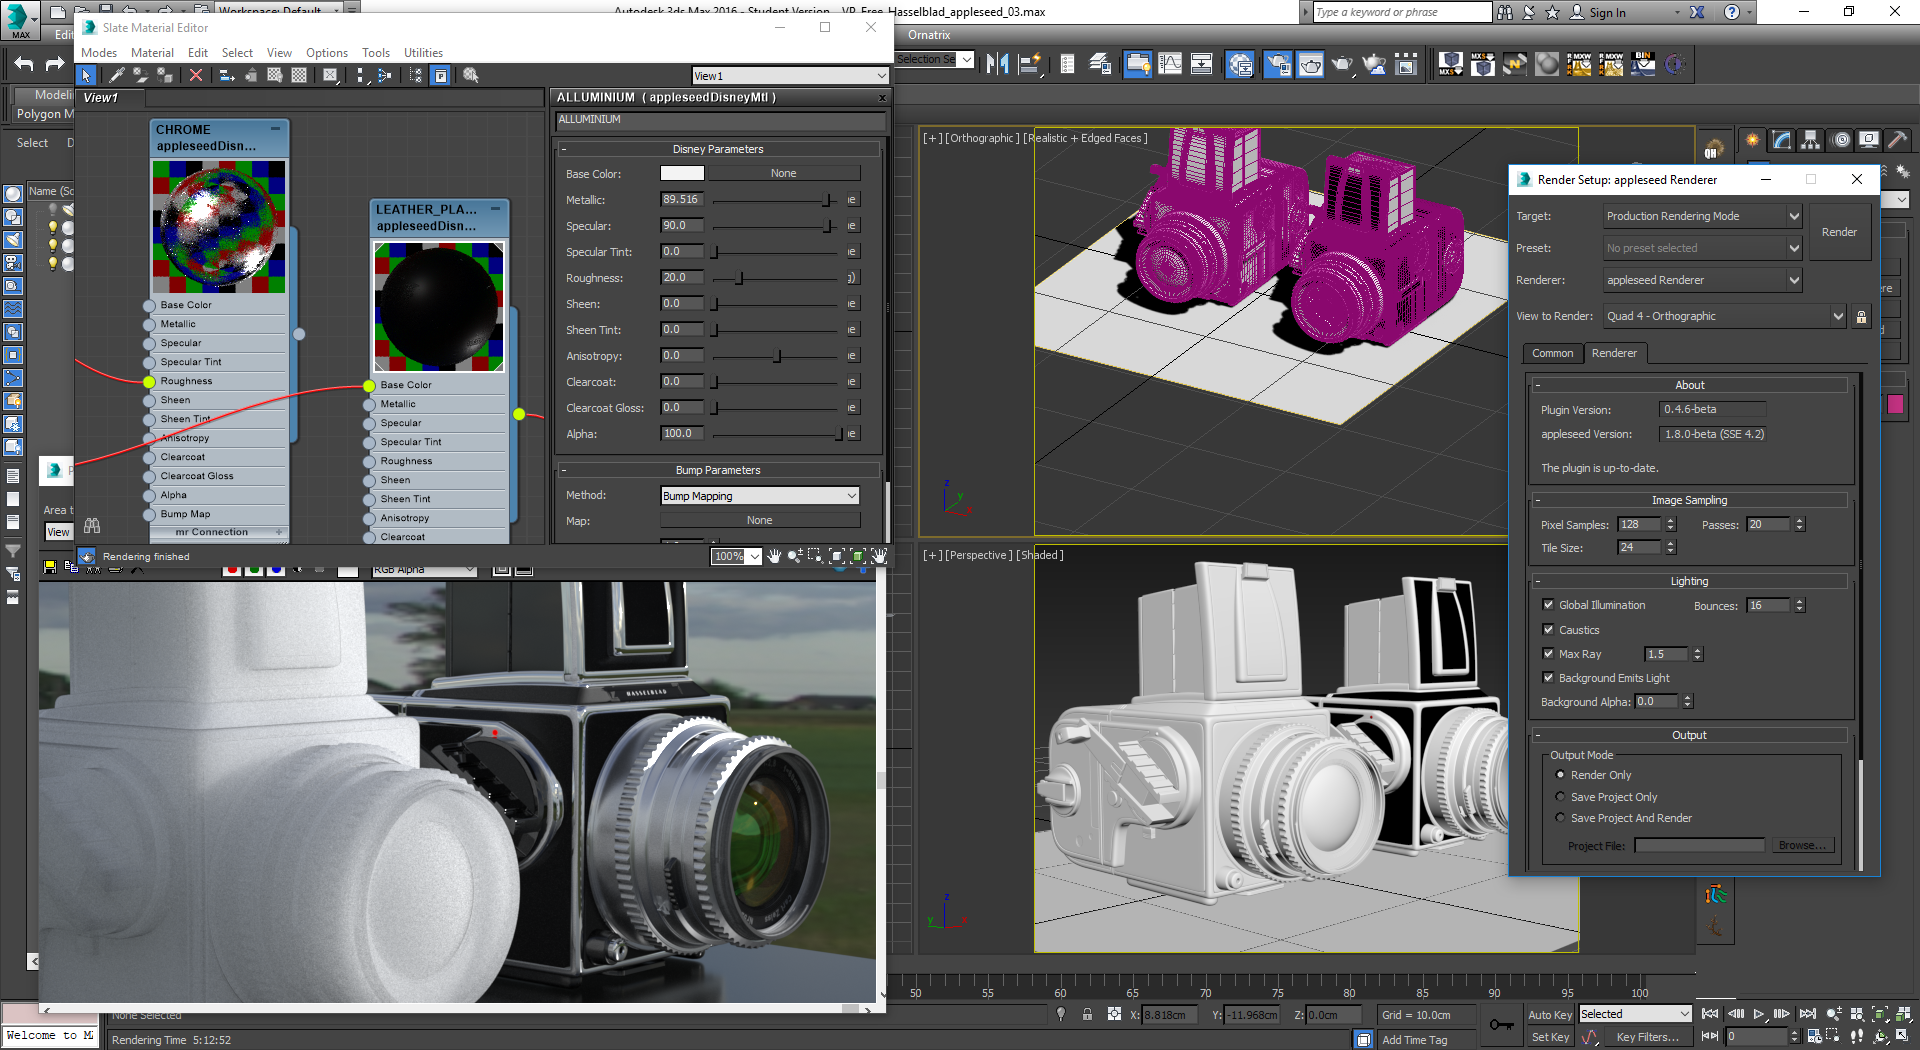 MAX
Workspace: Default
Autodesk 3ds Max 2016 - Student Version
VR_Free_Hasselblad_appleseed_03.max
Type a keyword or phrase
Sign In
Ornatrix
Slate Material Editor
Modes Material Edit Select View Options Tools Utilities
View1
Selection Se
View1
ALLUMINIUM ( appleseedDisneyMtl )
ALLUMINIUM
Polygon M
Select
CHROME
appleseedDisn...
Base Color
Metallic
Specular
Specular Tint
Roughness
Sheen
Sheen Tint
Anisotropy
Clearcoat
Clearcoat Gloss
Alpha
Bump Map
mr Connection
LEATHER_PLA...
appleseedDisn...
Base Color
Metallic
Specular
Specular Tint
Roughness
Sheen
Sheen Tint
Anisotropy
Clearcoat
Disney Parameters
Base Color: None
Metallic: 89.516
Specular: 90.0
Specular Tint: 0.0
Roughness: 20.0
Sheen: 0.0
Sheen Tint: 0.0
Anisotropy: 0.0
Clearcoat: 0.0
Clearcoat Gloss: 0.0
Alpha: 100.0
Bump Parameters
Method: Bump Mapping
Map: None
Rendering finished
100%
Area t
View
RGB Alpha
HASSELBLAD
[+] [Orthographic] [Realistic + Edged Faces]
[+] [Perspective] [Shaded]
Render Setup: appleseed Renderer
Target: Production Rendering Mode
Render
Preset: No preset selected
Renderer: appleseed Renderer
View to Render: Quad 4 - Orthographic
Common Renderer
About
Plugin Version: 0.4.6-beta
appleseed Version: 1.8.0-beta (SSE 4.2)
The plugin is up-to-date.
Image Sampling
Pixel Samples: 128 Passes: 20
Tile Size: 24
Lighting
Global Illumination Bounces: 16
Caustics
Max Ray 1.5
Background Emits Light
Background Alpha: 0.0
Output
Output Mode
Render Only
Save Project Only
Save Project And Render
Project File: Browse...
50 55 60 65 70 75 80 85 90 95 100
None Selected
X: 8.818cm Y: -11.968cm Z: 0.0cm
Grid = 10.0cm
Auto Key Selected
Welcome to M
Rendering Time 5:12:52
Add Time Tag
Set Key Key Filters... 0